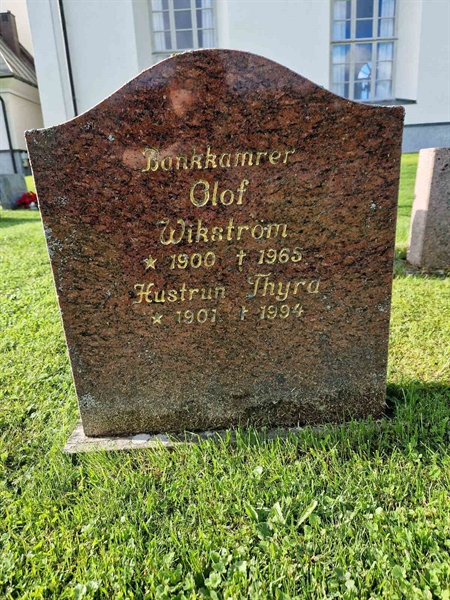 Bankkamrer
Olof
Wikström
* 1900 † 1965
Hustrun Thyra
* 1901 † 1994